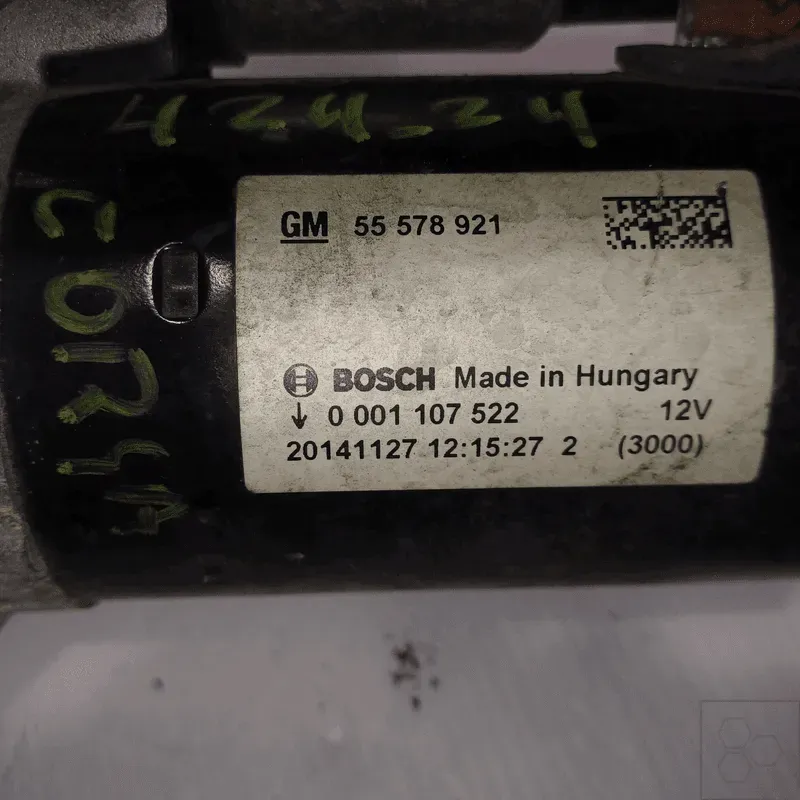 424-24
CORSA
GM 55 578 921
BOSCH Made in Hungary
↓ 0 001 107 522 12V
20141127 12:15:27 2 (3000)